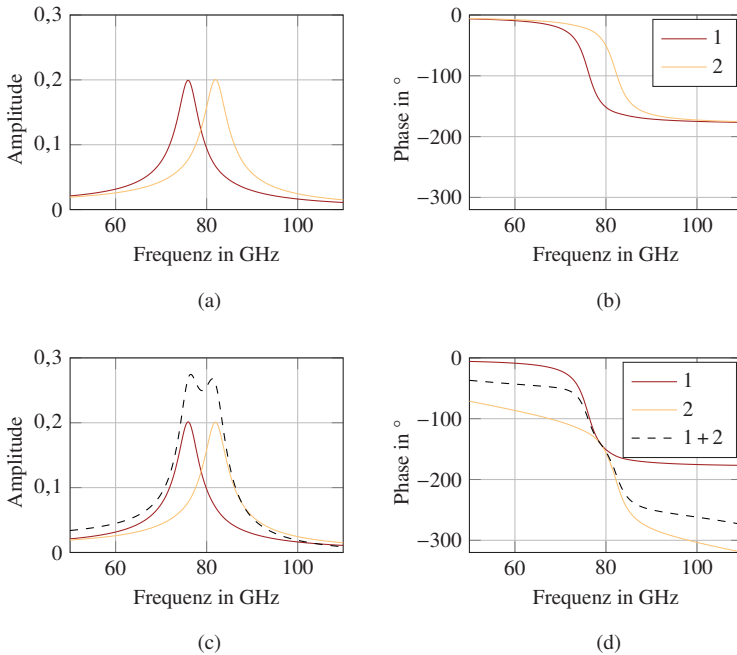 0.3
0,2
0.1
0
60
80
100
Amplitude
Frequenz in GHz
(a)
0
−100
−200
−300
60
80
100
Phase in °
Frequenz in GHz
1
2
(b)
0,3
0.2
0,1
0
60
80
100
Amplitude
Frequenz in GHz
(c)
0
−100
−200
−300
60
80
100
Phase in °
Frequenz in GHz
1
2
1 + 2
(d)